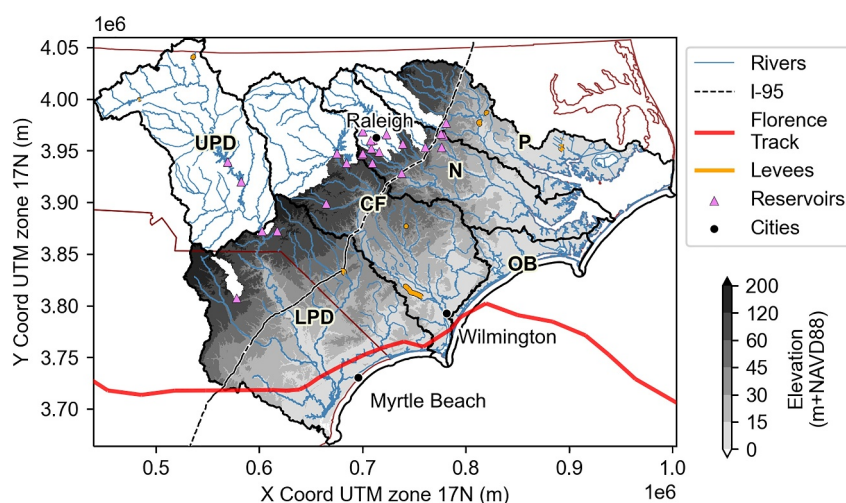 1e6
4.05
4.00
3.95
3.90
3.85
3.80
3.75
3.70
Y Coord UTM zone 17N (m)
0.5
0.6
0.7
0.8
0.9
1.0
1e6
X Coord UTM zone 17N (m)
UPD
Raleigh
P
N
CF
OB
LPD
Wilmington
Myrtle Beach
Rivers
I-95
Florence
Track
Levees
Reservoirs
Cities
200
120
60
45
30
15
0
Elevation
(m+NAVD88)